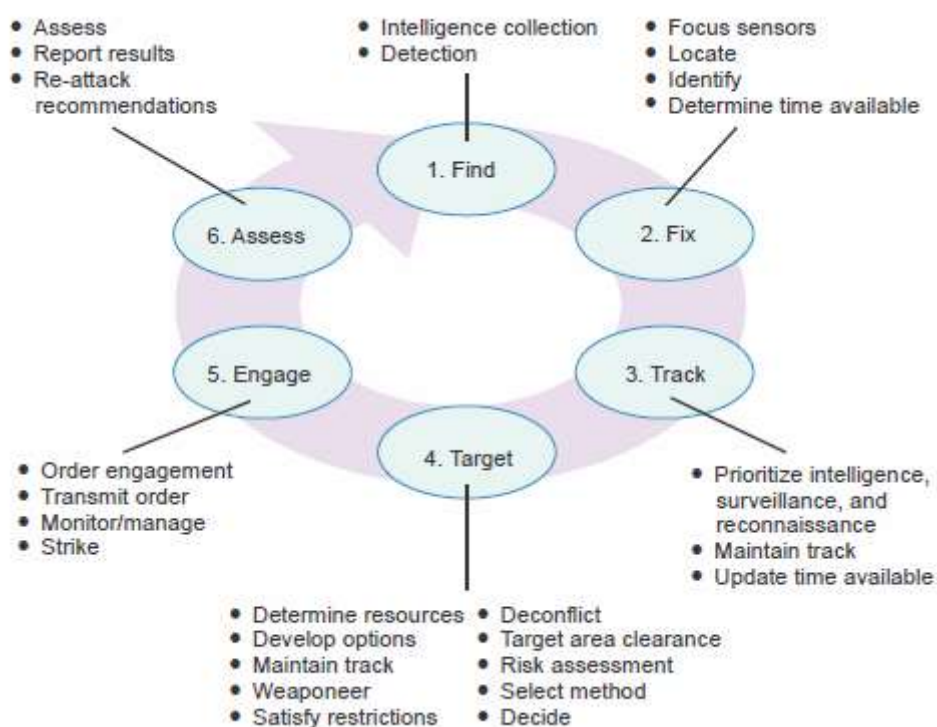 • Assess
• Report results
• Re-attack
recommendations
• Intelligence collection
• Detection
• Focus sensors
• Locate
• Identify
• Determine time available
1. Find
2. Fix
3. Track
4. Target
5. Engage
6. Assess
• Prioritize intelligence,
surveillance, and
reconnaissance
• Maintain track
• Update time available
• Determine resources
• Develop options
• Maintain track
• Weaponeer
• Satisfy restrictions
• Deconflict
• Target area clearance
• Risk assessment
• Select method
• Decide
• Order engagement
• Transmit order
• Monitor/manage
• Strike